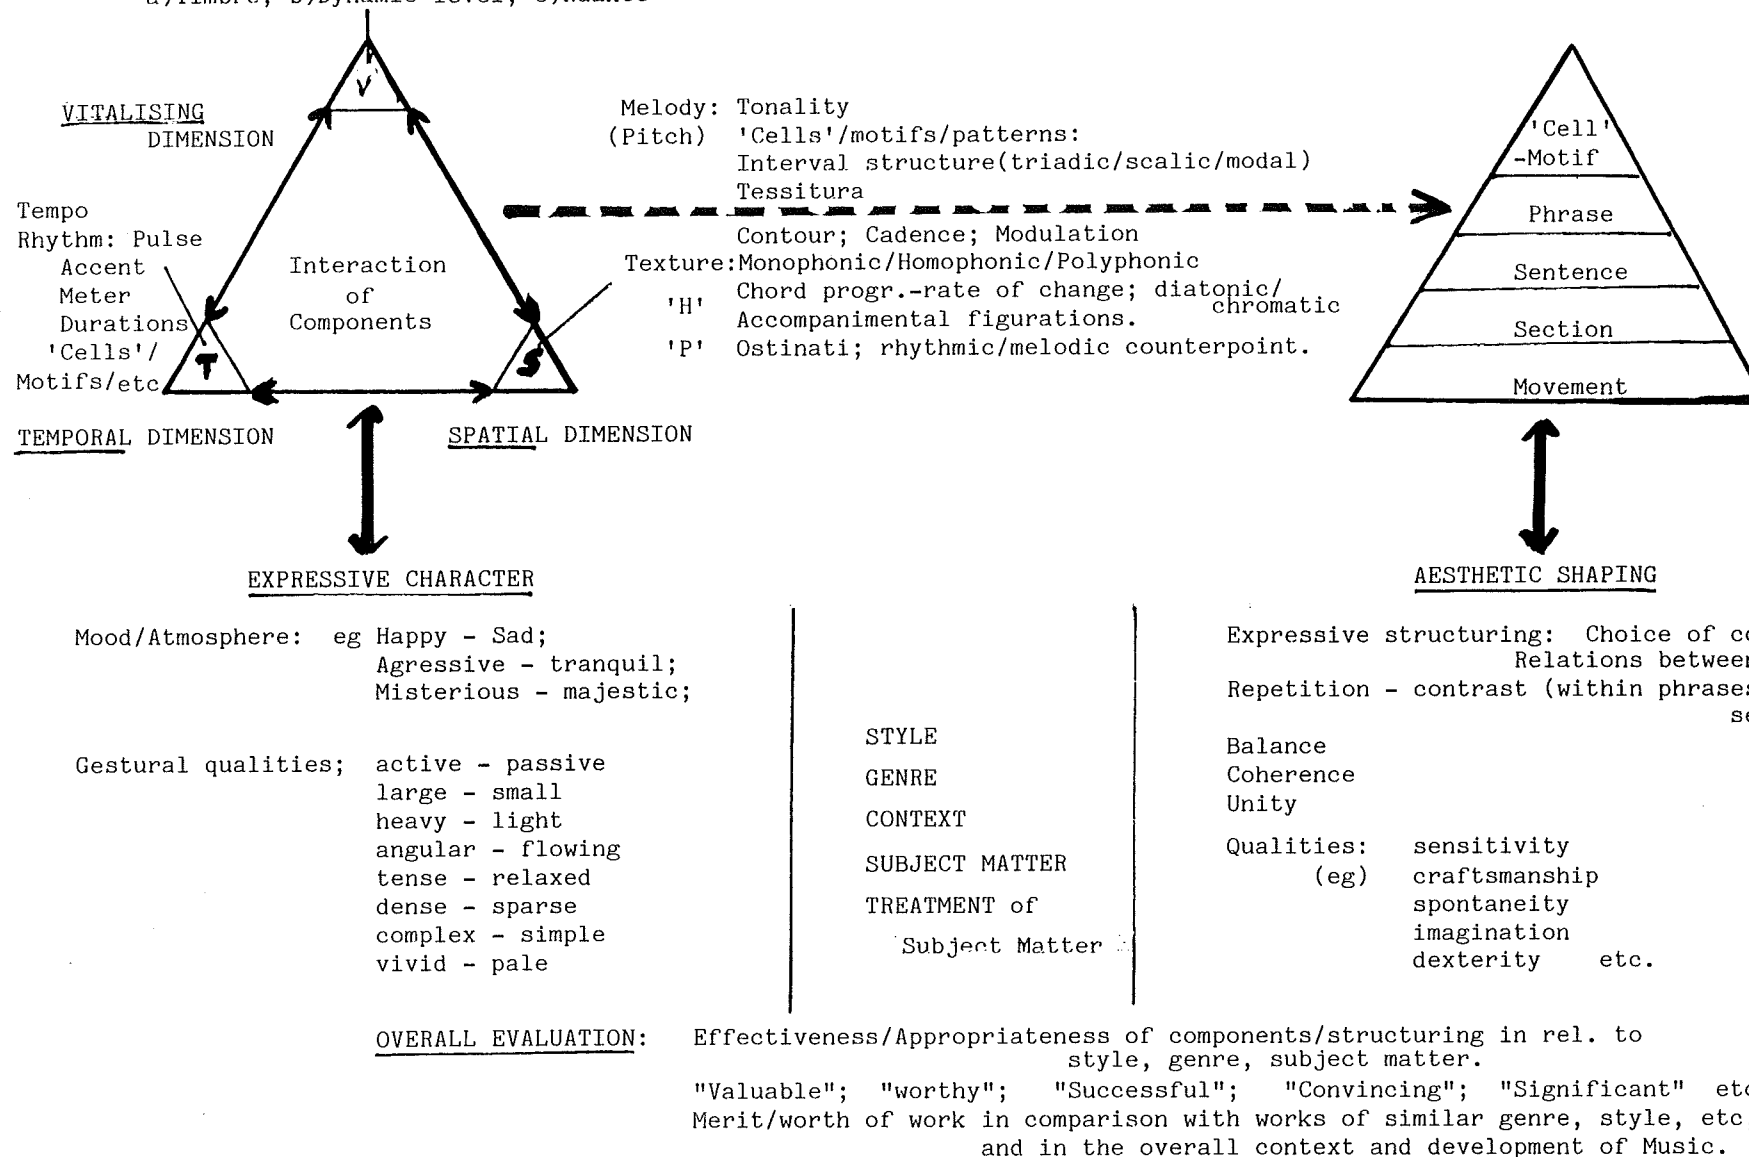 a)Timbre; b)Dynamic level; c)Nuance
V
VITALISING
DIMENSION
Tempo
Rhythm: Pulse
Accent
Meter
Durations
'Cells'/
Motifs/etc
Interaction
of
Components
T
S
TEMPORAL DIMENSION
SPATIAL DIMENSION
Melody: Tonality
(Pitch) 'Cells'/motifs/patterns:
Interval structure(triadic/scalic/modal)
Tessitura
Contour; Cadence; Modulation
Texture:Monophonic/Homophonic/Polyphonic
'H' Chord progr.-rate of change; diatonic/
chromatic
Accompanimental figurations.
'P' Ostinati; rhythmic/melodic counterpoint.
'Cell'
-Motif
Phrase
Sentence
Section
Movement
EXPRESSIVE CHARACTER
Mood/Atmosphere: eg Happy - Sad;
Agressive - tranquil;
Misterious - majestic;
Gestural qualities; active - passive
large - small
heavy - light
angular - flowing
tense - relaxed
dense - sparse
complex - simple
vivid - pale
STYLE
GENRE
CONTEXT
SUBJECT MATTER
TREATMENT of
Subject Matter
AESTHETIC SHAPING
Expressive structuring: Choice of
Relations between
Repetition - contrast (within phrases
Balance
Coherence
Unity
Qualities: sensitivity
(eg) craftsmanship
spontaneity
imagination
dexterity etc.
OVERALL EVALUATION: Effectiveness/Appropriateness of components/structuring in rel. to
style, genre, subject matter.
"Valuable"; "worthy"; "Successful"; "Convincing"; "Significant" etc
Merit/worth of work in comparison with works of similar genre, style, etc
and in the overall context and development of Music.